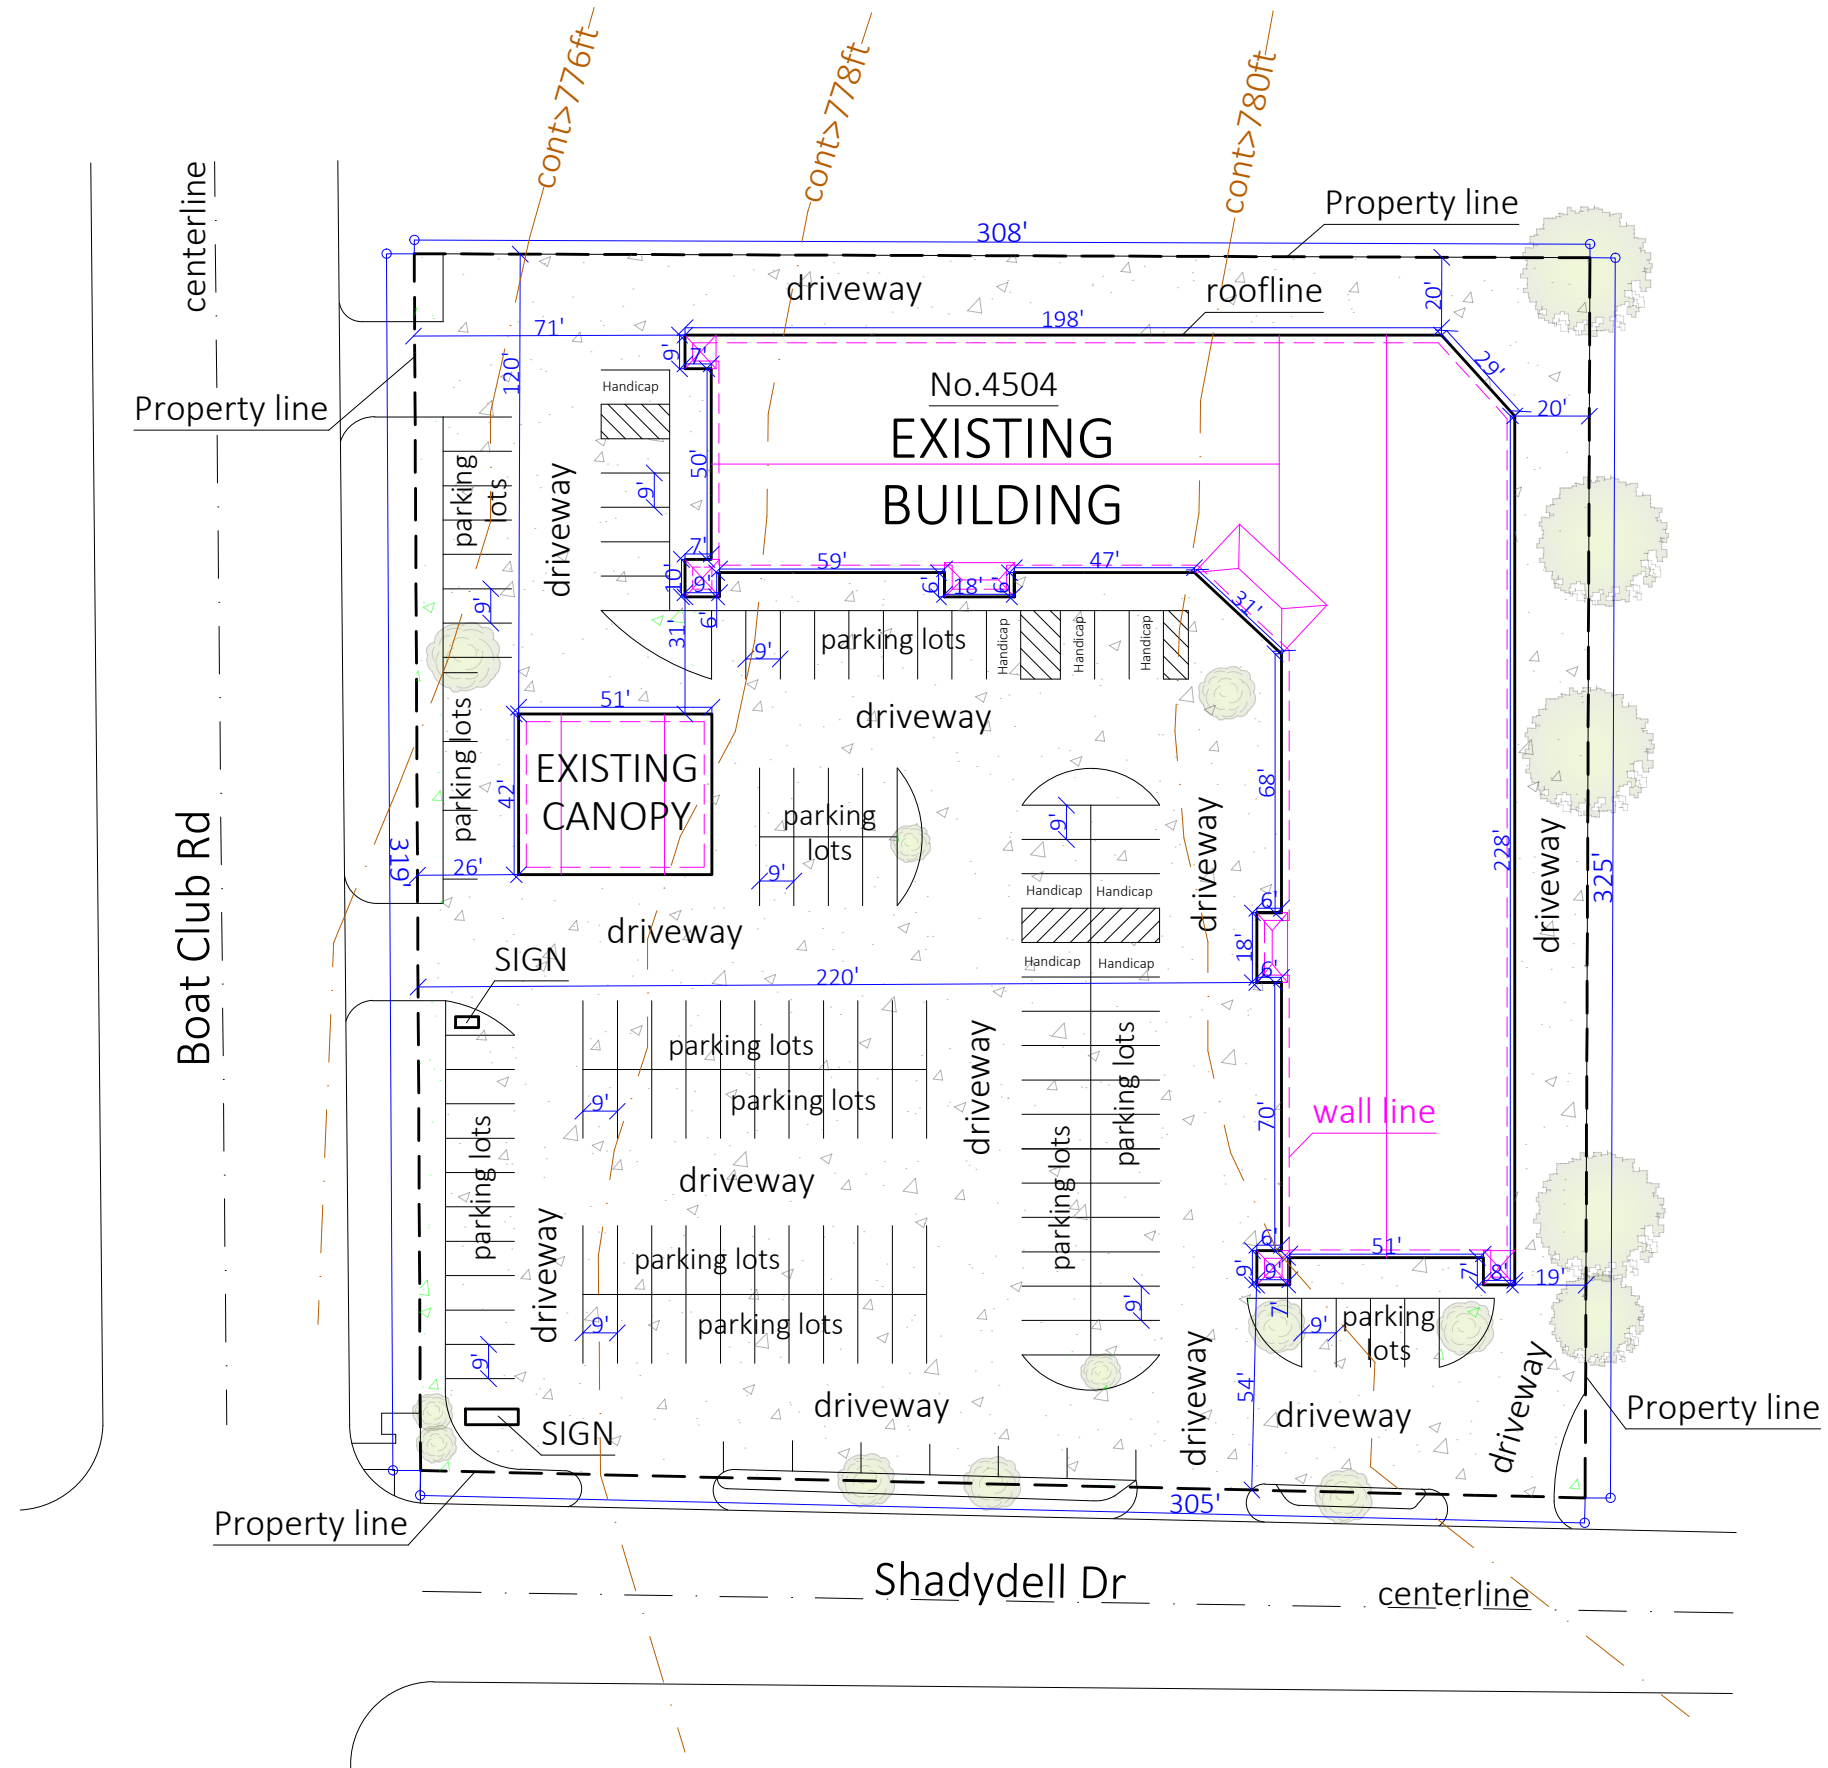 cont>776ft
cont>778ft
cont>780ft
centerline
Property line
308'
driveway
roofline
20'
71'
198'
120'
9'
7'
29'
Handicap
No.4504
EXISTING
BUILDING
Property line
20'
parking
lots
driveway
9'
50'
7'
59'
47'
10'
9'
6'
18'
6'
31'
9'
6'
31'
parking lots
9'
Handicap
Handicap
Handicap
51'
driveway
parking lots
EXISTING
CANOPY
42'
68'
parking
lots
9'
9'
driveway
228'
325'
driveway
319'
26'
Handicap
Handicap
6'
Boat Club Rd
driveway
18'
SIGN
Handicap
Handicap
6'
220'
parking lots
parking lots
9'
driveway
parking lots
parking lots
70'
wall line
parking lots
driveway
driveway
parking lots
9'
parking lots
6'
51'
9'
9'
7'
7'
8'
19'
9'
9'
parking
lots
9'
54'
driveway
driveway
driveway
driveway
Property line
SIGN
305'
Property line
Shadydell Dr
centerline